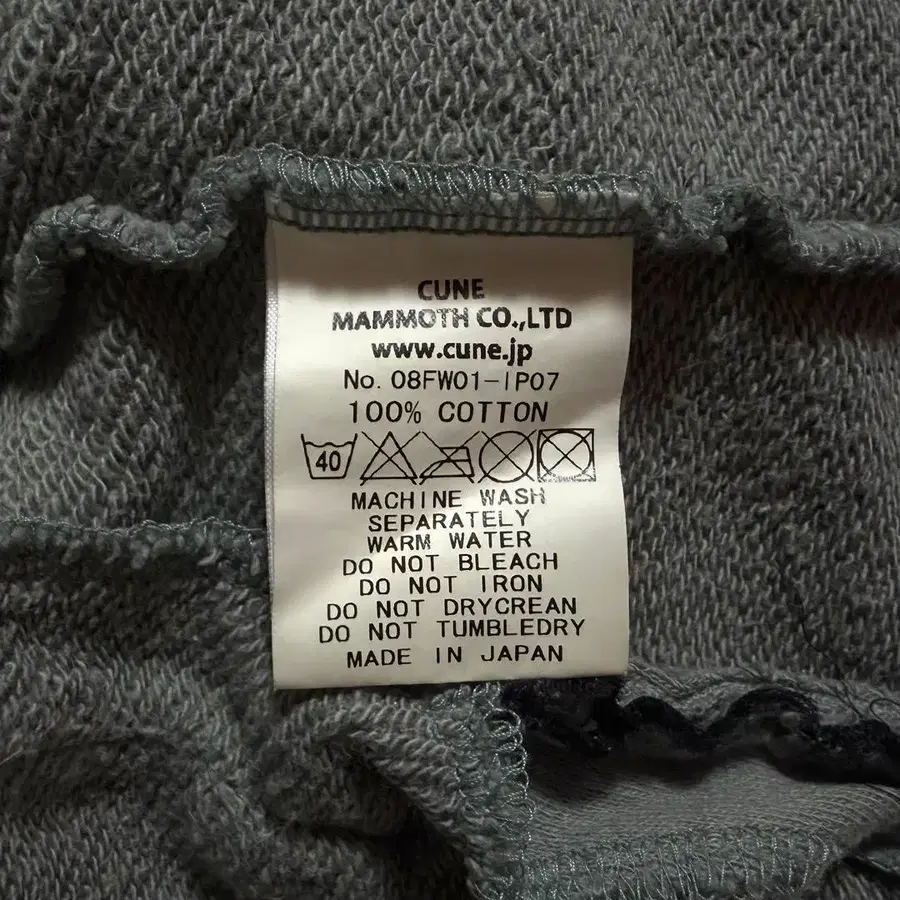 CUNE
MAMMOTH CO.,LTD
www.cune.jp
No. 08FW01-IP07
100% COTTON
40
MACHINE WASH
SEPARATELY
WARM WATER
DO NOT BLEACH
DO NOT IRON
DO NOT DRYCREAN
DO NOT TUMBLEDRY
MADE IN JAPAN